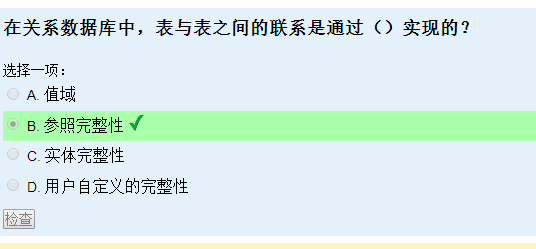 在关系数据库中，表与表之间的联系是通过（）实现的？
选择一项：
A. 值域
B. 参照完整性
C. 实体完整性
D. 用户自定义的完整性
检查